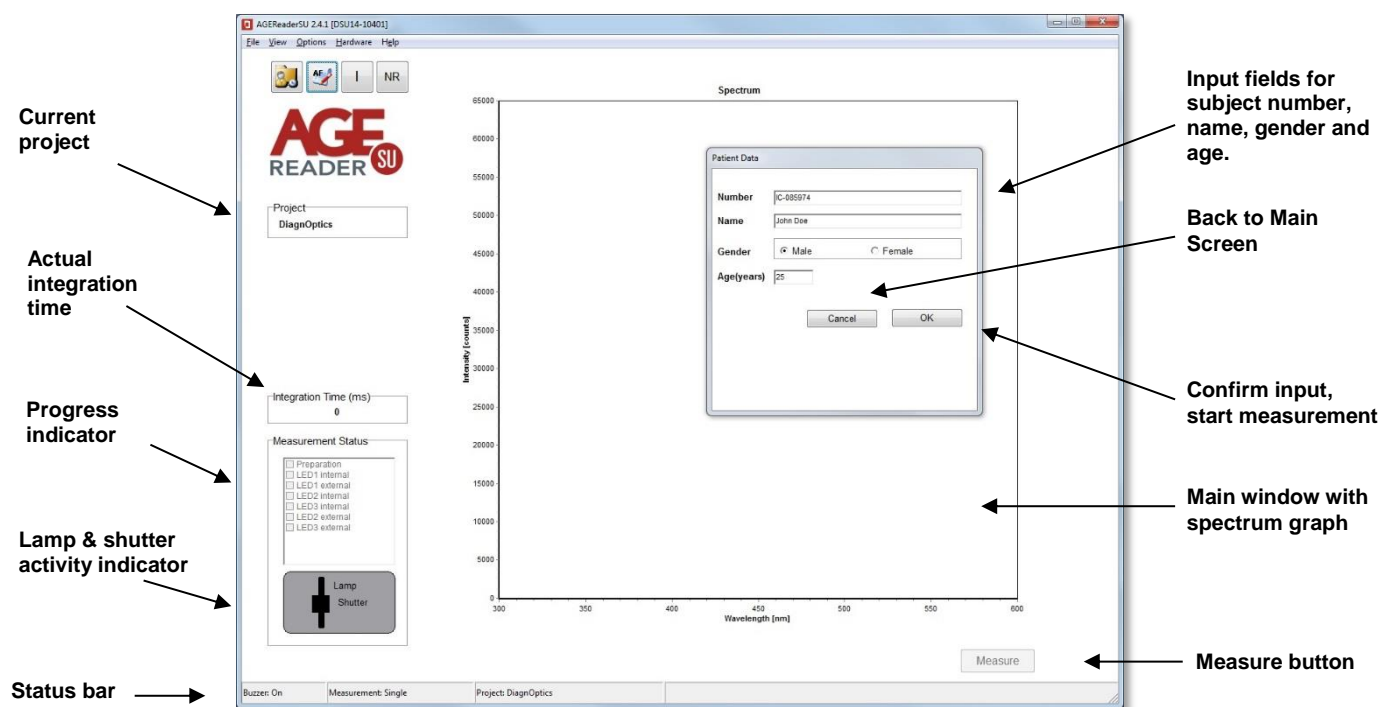 AGEReaderSU 2.4.1 [DSU14-10401]
File View Options Hardware Help
AF
I
NR
AGE
READER SU
Project
DiagnOptics
Integration Time (ms)
0
Measurement Status
Preparation
LED1 internal
LED1 external
LED2 internal
LED3 internal
LED2 external
LED3 external
Lamp
Shutter
Spectrum
65000
60000
55000
50000
45000
40000
35000
30000
25000
20000
15000
10000
5000
0
Intensity [counts]
300 350 400 450 500 550 600
Wavelength [nm]
Patient Data
Number IC-085974
Name John Doe
Gender Male Female
Age(years) 25
Cancel OK
Measure
Buzzer: On Measurement: Single Project: DiagnOptics
Current
project
Actual
integration
time
Progress
indicator
Lamp & shutter
activity indicator
Status bar
Input fields for
subject number,
name, gender and
age.
Back to Main
Screen
Confirm input,
start measurement
Main window with
spectrum graph
Measure button